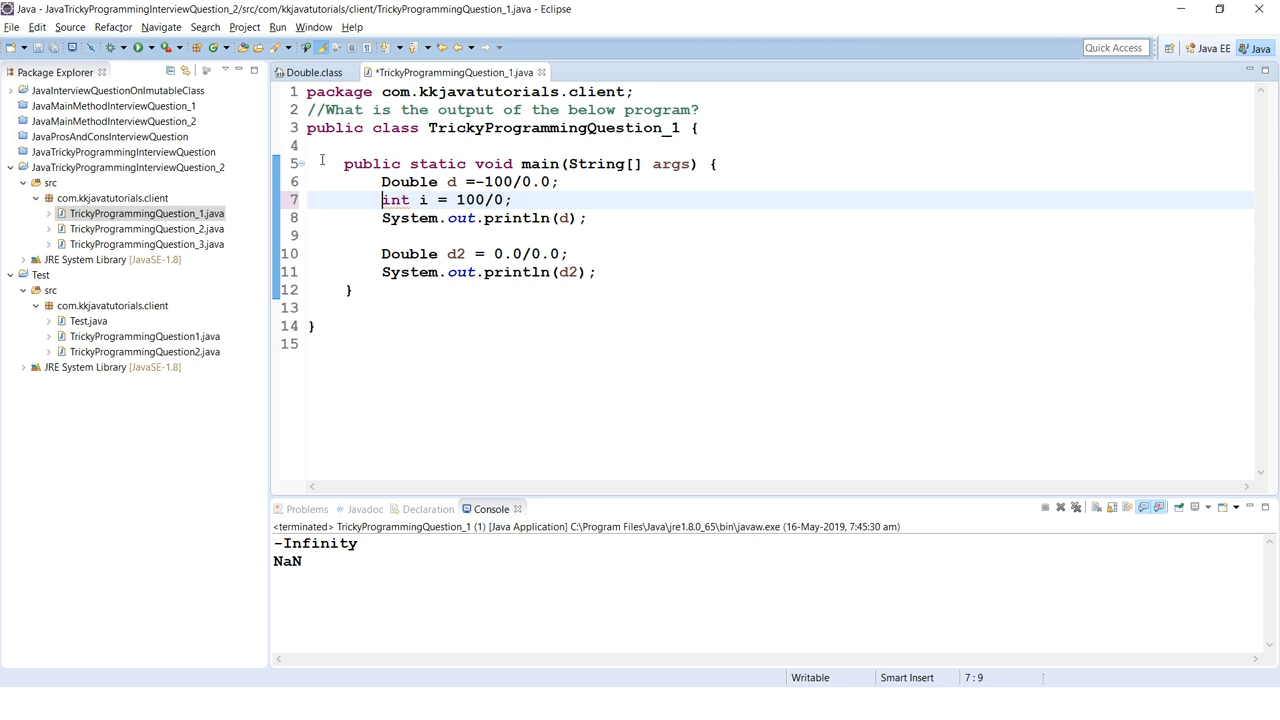 Java - JavaTrickyProgrammingInterviewQuestion_2/src/com/kkjavatutorials/client/TrickyProgrammingQuestion_1.java - Eclipse
File Edit Source Refactor Navigate Search Project Run Window Help
Quick Access Java EE Java
Package Explorer
JavaInterviewQuestionOnImutableClass
JavaMainMethodInterviewQuestion_1
JavaMainMethodInterviewQuestion_2
JavaProsAndConsInterviewQuestion
JavaTrickyProgrammingInterviewQuestion
JavaTrickyProgrammingInterviewQuestion_2
src
com.kkjavatutorials.client
TrickyProgrammingQuestion_1.java
TrickyProgrammingQuestion_2.java
TrickyProgrammingQuestion_3.java
JRE System Library [JavaSE-1.8]
Test
src
com.kkjavatutorials.client
Test.java
TrickyProgrammingQuestion1.java
TrickyProgrammingQuestion2.java
JRE System Library [JavaSE-1.8]
Double.class *TrickyProgrammingQuestion_1.java
1 package com.kkjavatutorials.client;
2 //What is the output of the below program?
3 public class TrickyProgrammingQuestion_1 {
4
5 public static void main(String[] args) {
6 Double d =-100/0.0;
7 int i = 100/0;
8 System.out.println(d);
9
10 Double d2 = 0.0/0.0;
11 System.out.println(d2);
12 }
13
14 }
15
Problems Javadoc Declaration Console
<terminated> TrickyProgrammingQuestion_1 (1) [Java Application] C:\Program Files\Java\jre1.8.0_65\bin\javaw.exe (16-May-2019, 7:45:30 am)
-Infinity
NaN
Writable Smart Insert 7 : 9